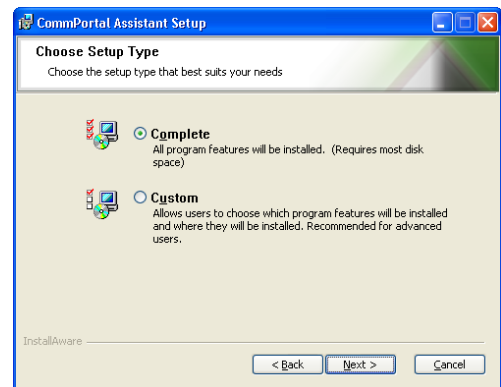 CommPortal Assistant Setup
Choose Setup Type
Choose the setup type that best suits your needs
Complete
All program features will be installed. (Requires most disk
space)
Custom
Allows users to choose which program features will be installed
and where they will be installed. Recommended for advanced
users.
InstallAware
< Back Next > Cancel